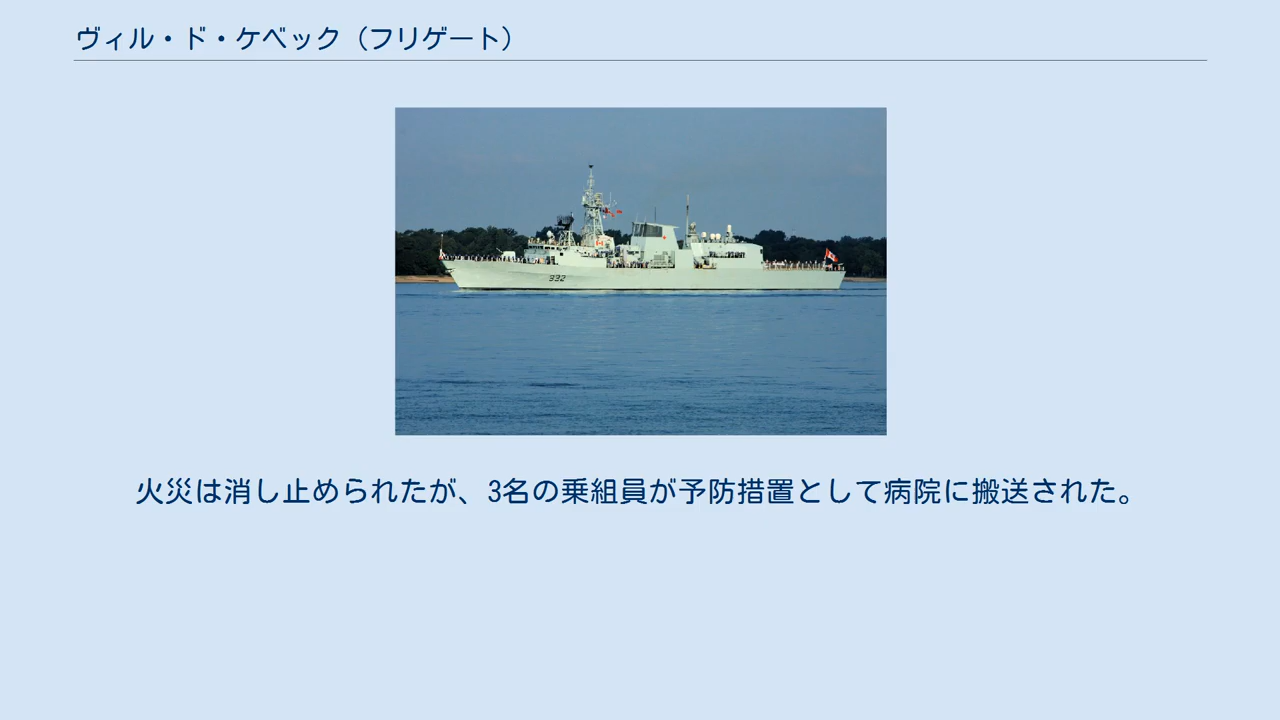 ヴィル・ド・ケベック（フリゲート）
332
火災は消し止められたが、3名の乗組員が予防措置として病院に搬送された。